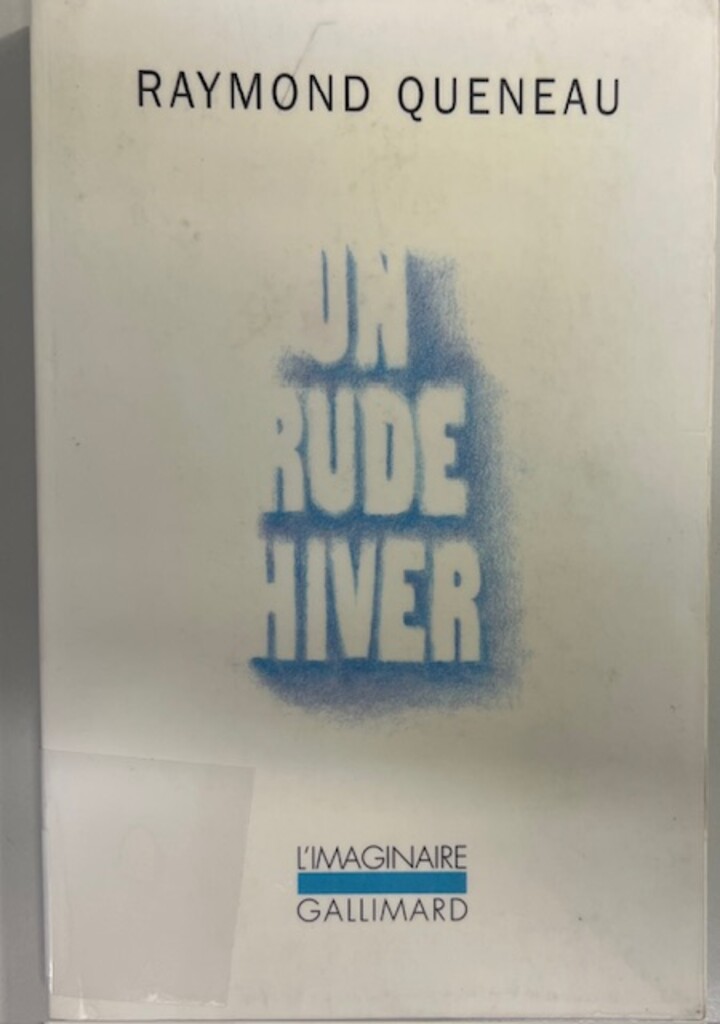 RAYMOND QUENEAU
UN
RUDE
HIVER
L'IMAGINAIRE
GALLIMARD